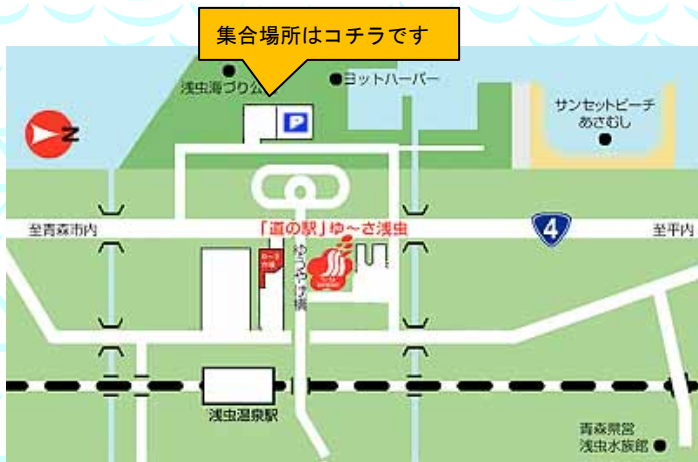 集合場所はコチラです
浅虫海づり公
ヨットハーバー
P
サンセットビーチ
あさむし
N
至青森市内
「道の駅」ゆ〜さ浅虫
4
至平内
ゆうやけ橋
浅虫温泉駅
青森県営
浅虫水族館